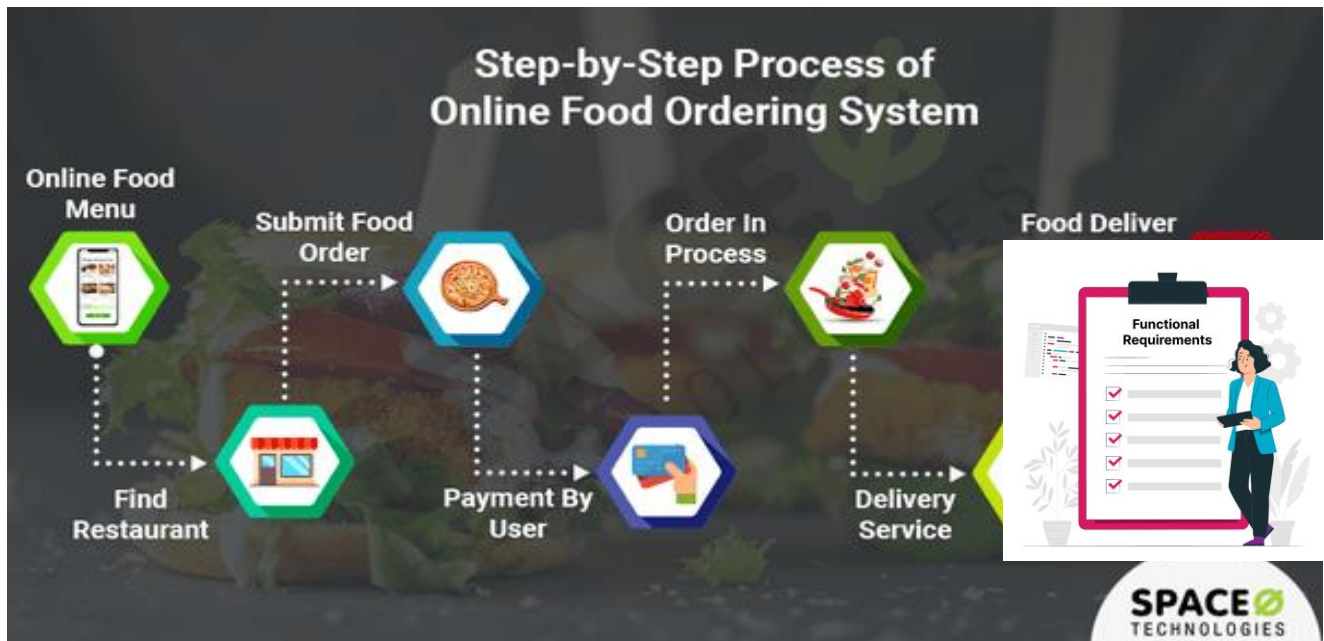 Step-by-Step Process of
Online Food Ordering System
Online Food
Menu
Find
Restaurant
Submit Food
Order
Payment By
User
Order In
Process
Delivery
Service
Food Deliver
Functional
Requirements
SPACEO
TECHNOLOGIES